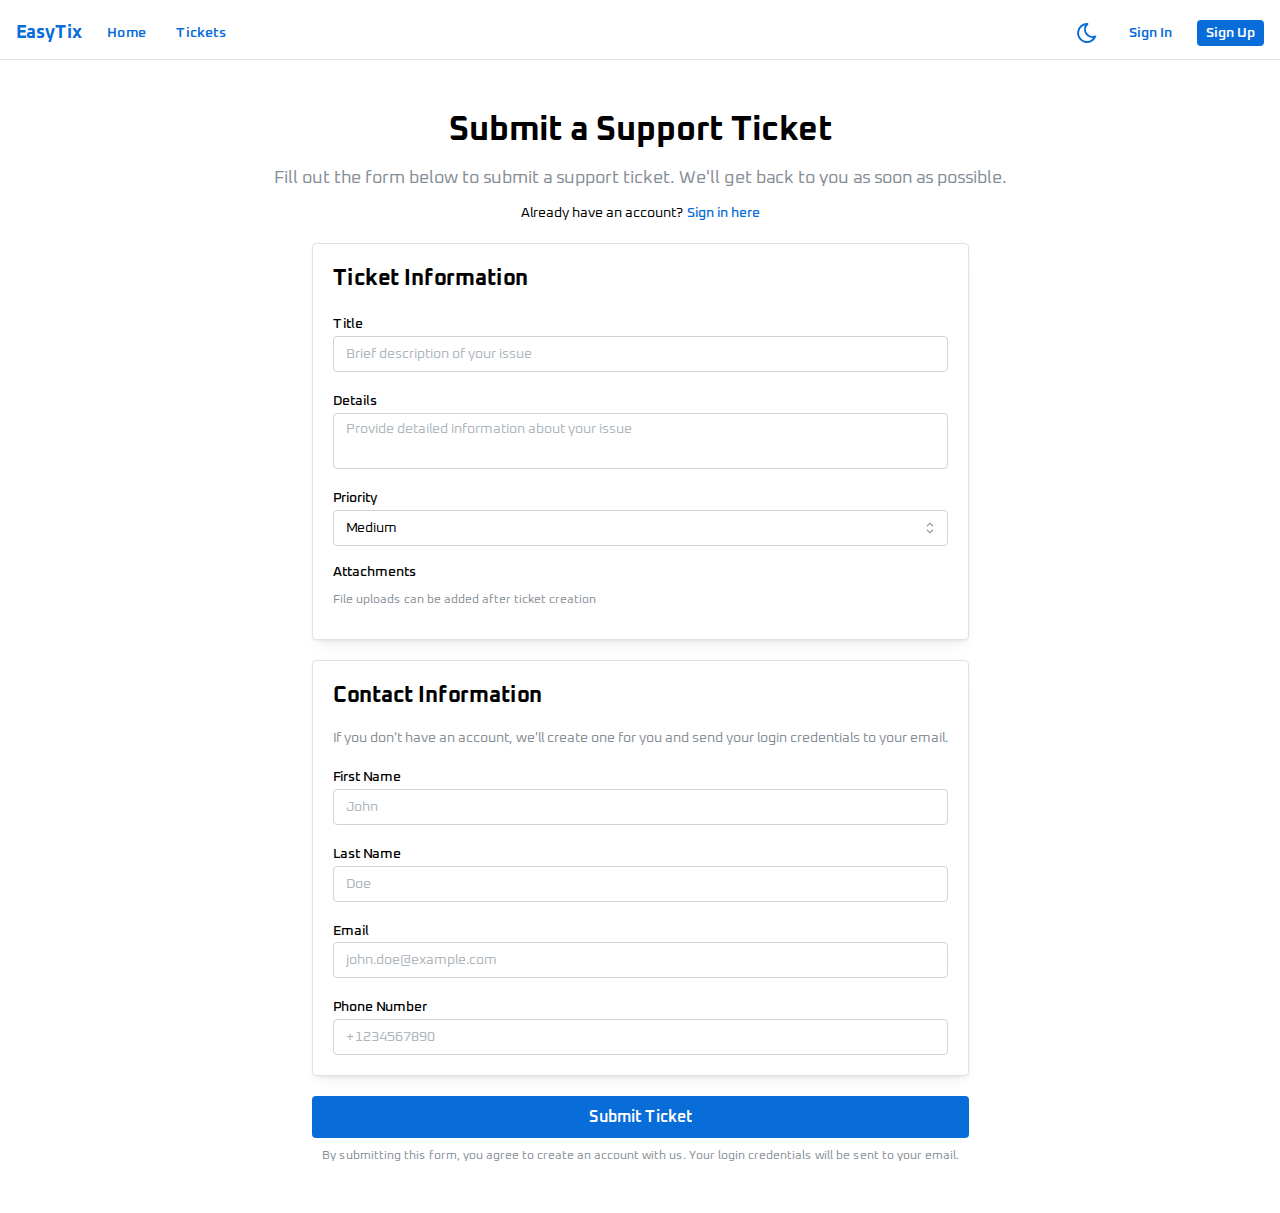 EasyTix Home Tickets Sign In Sign Up
Submit a Support Ticket
Fill out the form below to submit a support ticket. We'll get back to you as soon as possible.
Already have an account? Sign in here
Ticket Information
Title
Brief description of your issue
Details
Provide detailed information about your issue
Priority
Medium
Attachments
File uploads can be added after ticket creation
Contact Information
If you don't have an account, we'll create one for you and send your login credentials to your email.
First Name
John
Last Name
Doe
Email
john.doe@example.com
Phone Number
+1234567890
Submit Ticket
By submitting this form, you agree to create an account with us. Your login credentials will be sent to your email.